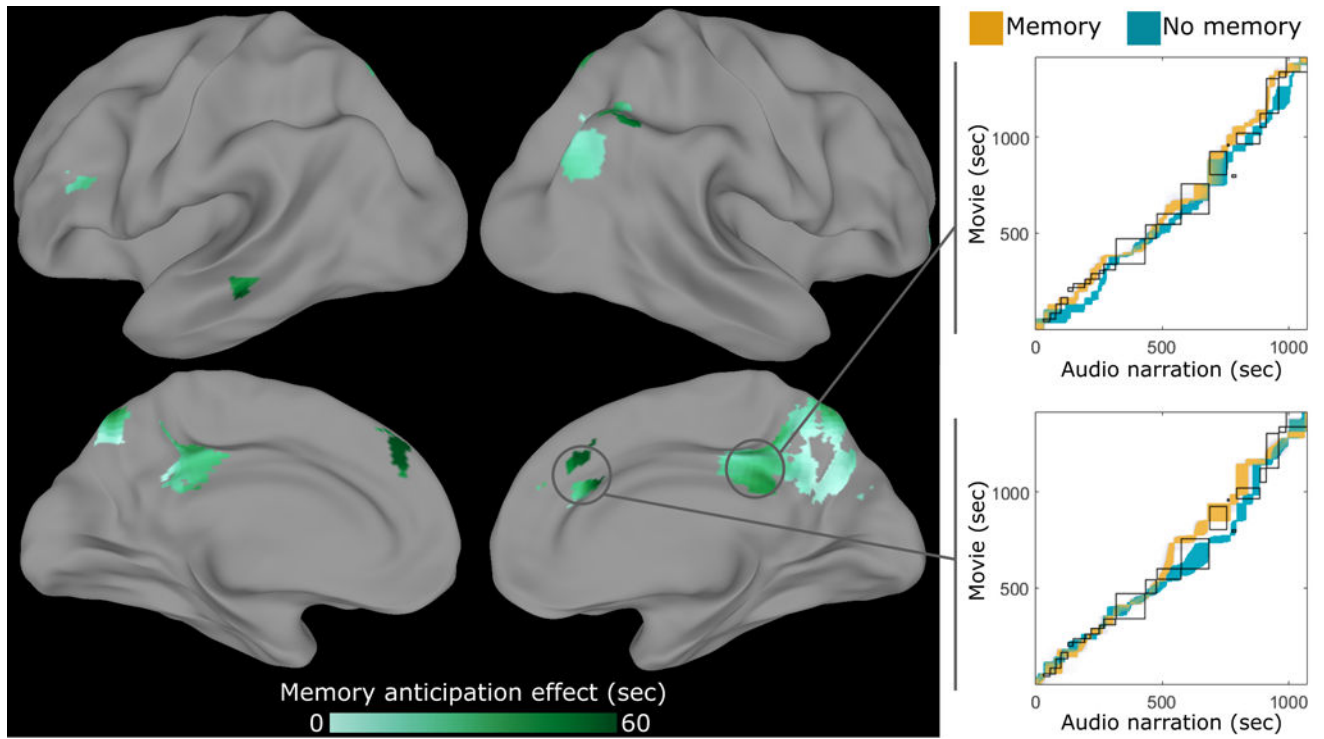 Memory No memory
1000
500
Movie (sec)
0 500 1000
Audio narration (sec)
1000
500
Movie (sec)
0 500 1000
Audio narration (sec)
Memory anticipation effect (sec)
0 60